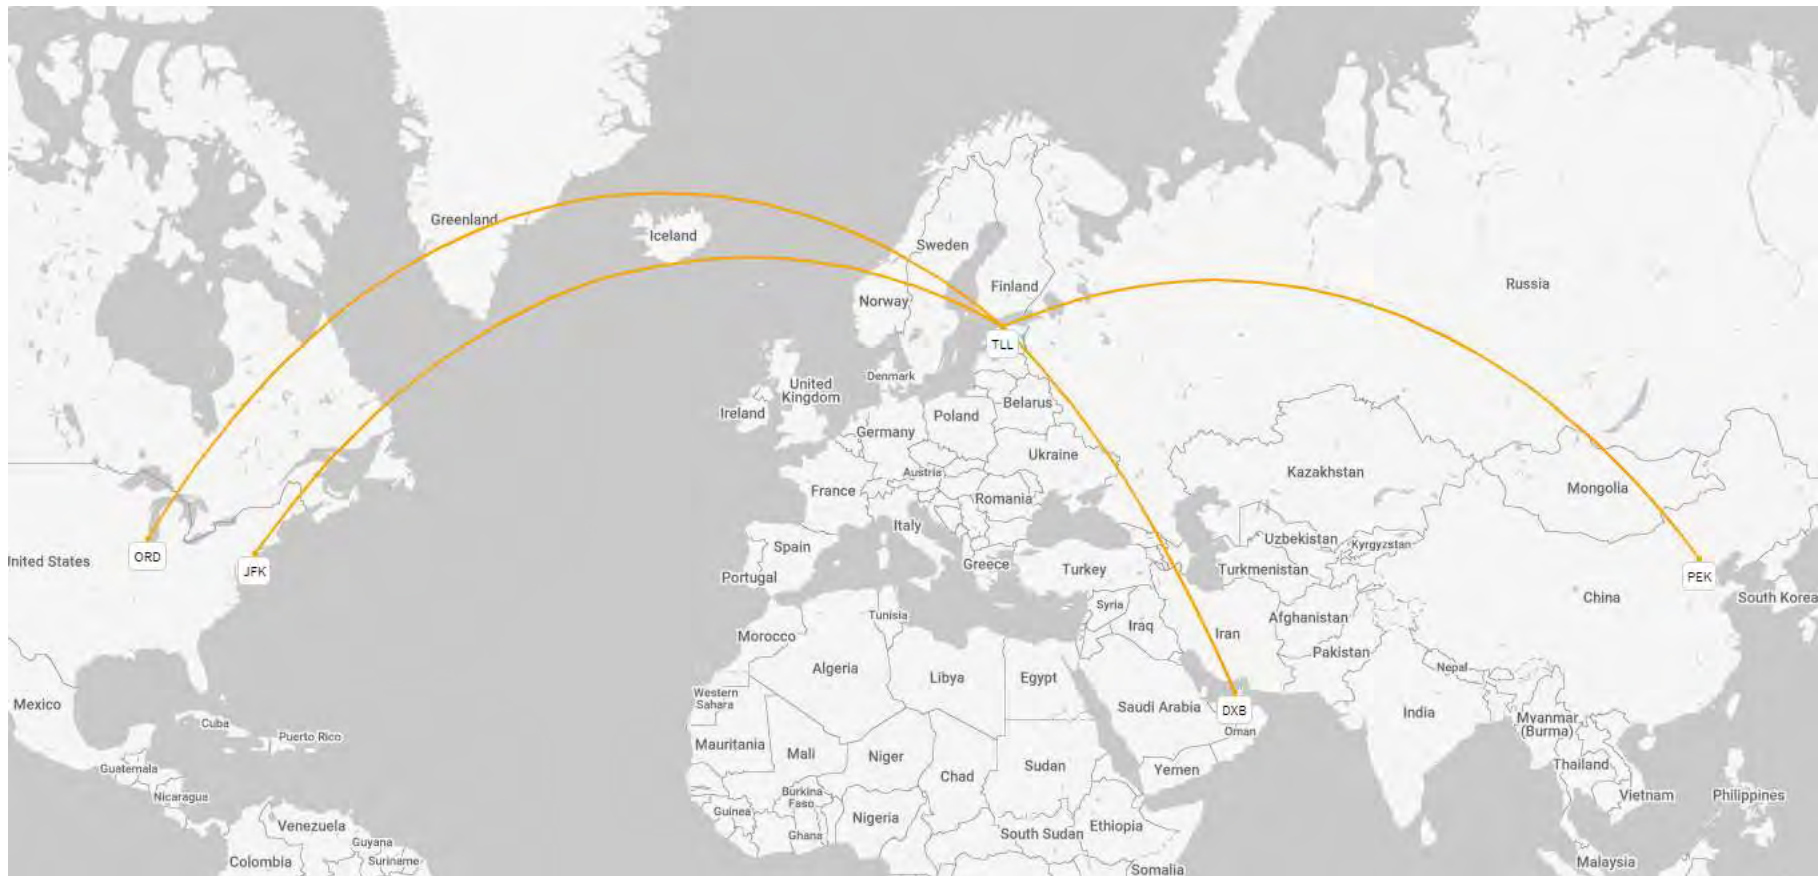 Greenland
Iceland
Sweden
Finland
Norway
Russia
TLL
Denmark
United
Kingdom
Ireland
Belarus
Poland
Germany
Ukraine
Austria
Kazakhstan
France
Romania
Mongolia
Italy
Uzbekistan
Kyrgyzstan
Spain
ORD
JFK
nited States
Greece
Turkey
Turkmenistan
Portugal
PEK
China
South Korea
Syria
Tunisia
Afghanistan
Iraq
Iran
Morocco
Pakistan
Algeria
Libya
Egypt
Nepal
Western
Sahara
Mexico
Saudi Arabia
DXB
India
Cuba
Myanmar
(Burma)
Oman
Puerto Rico
Mauritania
Mali
Niger
Sudan
Yemen
Thailand
Guatemala
Chad
Burkina
Faso
Nicaragua
Vietnam
Philippines
Guinea
Nigeria
Venezuela
Ghana
South Sudan
Ethiopia
Guyana
Colombia
Suriname
Malaysia
Somalia